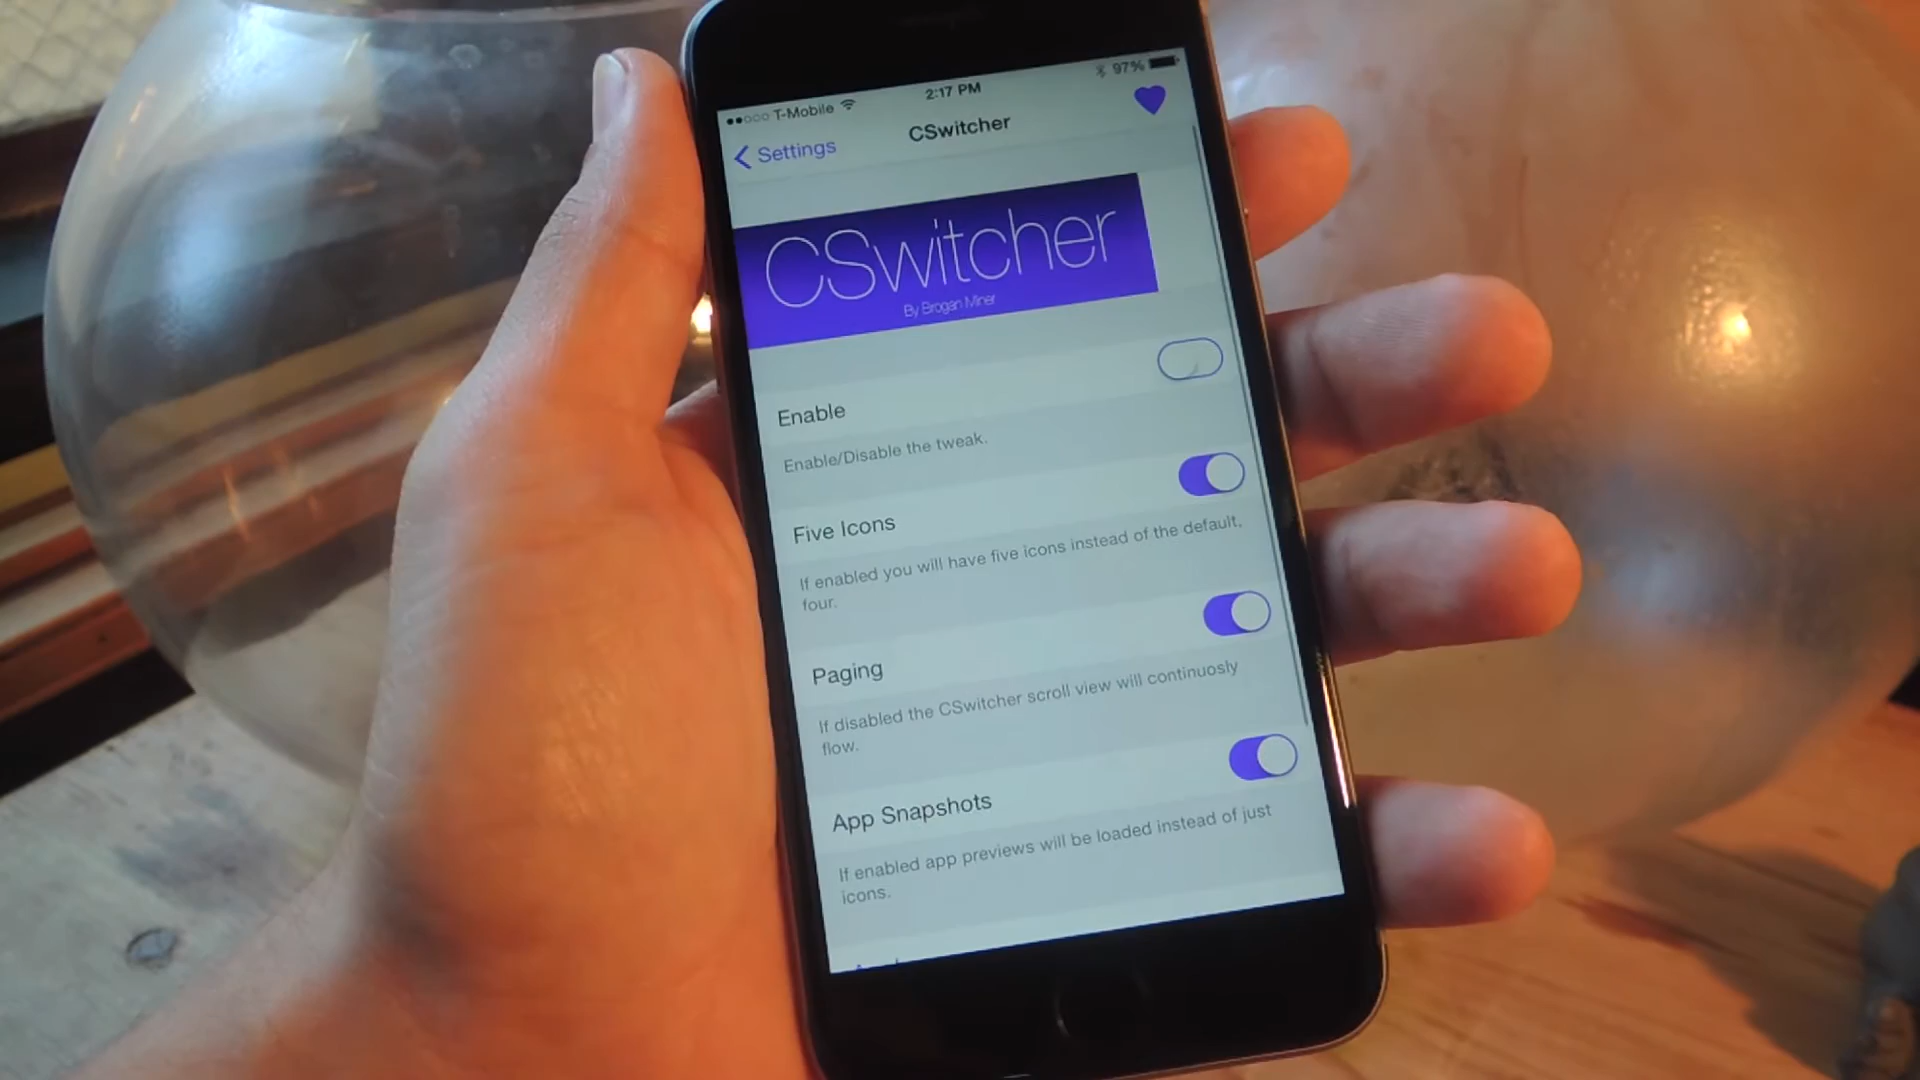 T-Mobile 2:17 PM 97%
Settings CSwitcher
CSwitcher
By Brogan Miner
Enable
Enable/Disable the tweak.
Five Icons
If enabled you will have five icons instead of the default,
four.
Paging
If disabled the CSwitcher scroll view will continuosly
flow.
App Snapshots
If enabled app previews will be loaded instead of just
icons.